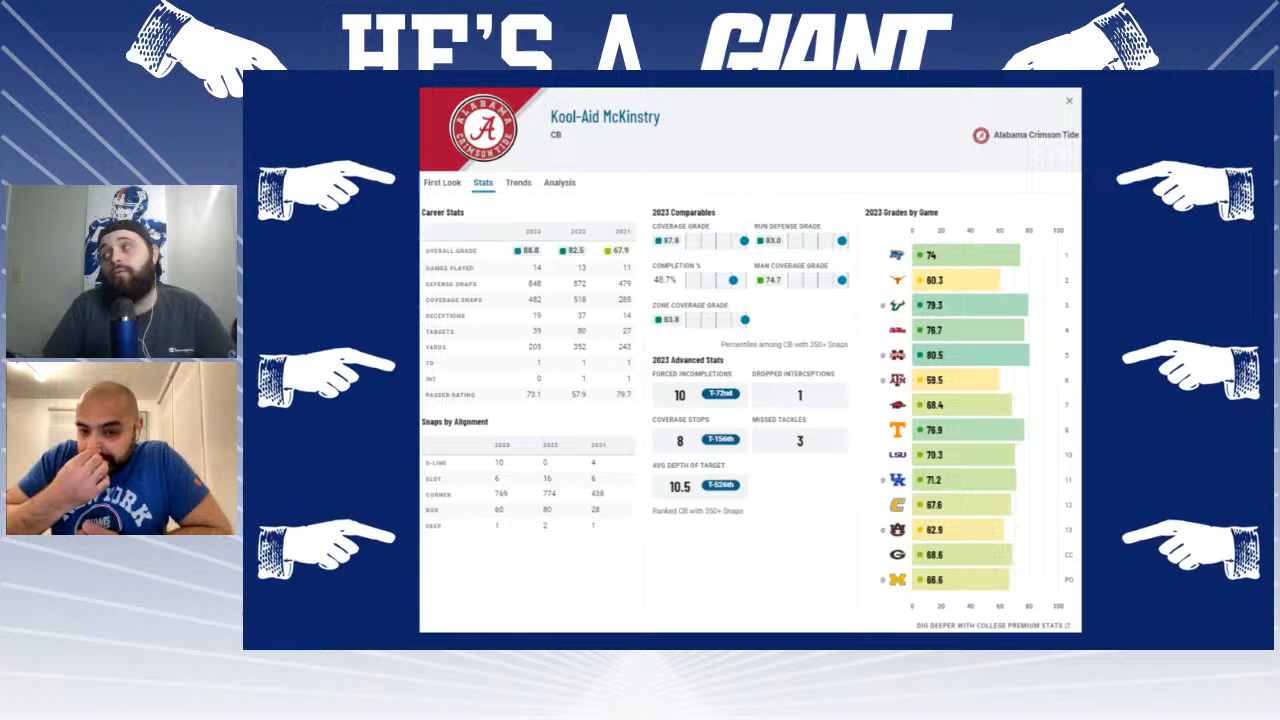 HE'S A GIANT
Kool-Aid McKinstry
CB
Alabama Crimson Tide
First Look Stats Trends Analysis
Career Stats
2023 2022 2021
OVERALL GRADE 88.8 82.5 67.9
GAMES PLAYED 14 13 11
DEFENSE SNAPS 848 872 479
COVERAGE SNAPS 482 518 285
RECEPTIONS 19 37 14
TARGETS 39 80 27
YARDS 205 352 243
TD 1 1 1
INT 0 1 1
PASSER RATING 73.1 57.9 79.7
Snaps by Alignment
2023 2022 2021
D-LINE 10 0 4
SLOT 6 16 6
CORNER 769 774 438
BOX 60 80 28
DEEP 1 2 1
2023 Comparables
COVERAGE GRADE RUN DEFENSE GRADE
87.8 83.0
COMPLETION % MAN COVERAGE GRADE
48.7% 74.7
ZONE COVERAGE GRADE
83.8
Percentiles among CB with 350+ Snaps
2023 Advanced Stats
FORCED INCOMPLETIONS DROPPED INTERCEPTIONS
10 T-72nd 1
COVERAGE STOPS MISSED TACKLES
8 T-156th 3
AVG DEPTH OF TARGET
10.5 T-526th
Ranked CB with 350+ Snaps
2023 Grades by Game
0 20 40 60 80 100
74 1
60.3 2
@ 79.3 3
76.7 4
@ 80.5 5
@ 59.5 6
68.4 7
T 76.9 8
LSU 70.3 10
@ UK 71.2 11
C 67.6 12
@ AU 62.9 13
G 68.6 CC
@ M 66.6 PO
0 20 40 60 80 100
DIG DEEPER WITH COLLEGE PREMIUM STATS